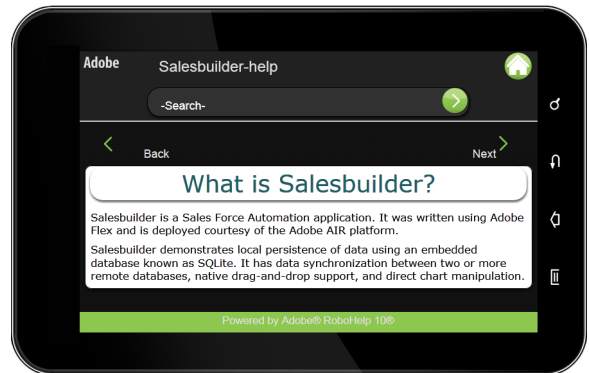 Adobe
Salesbuilder-help
-Search-
Back
Next
What is Salesbuilder?
Salesbuilder is a Sales Force Automation application. It was written using Adobe
Flex and is deployed courtesy of the Adobe AIR platform.
Salesbuilder demonstrates local persistence of data using an embedded
database known as SQLite. It has data synchronization between two or more
remote databases, native drag-and-drop support, and direct chart manipulation.
Powered by Adobe® RoboHelp 10®